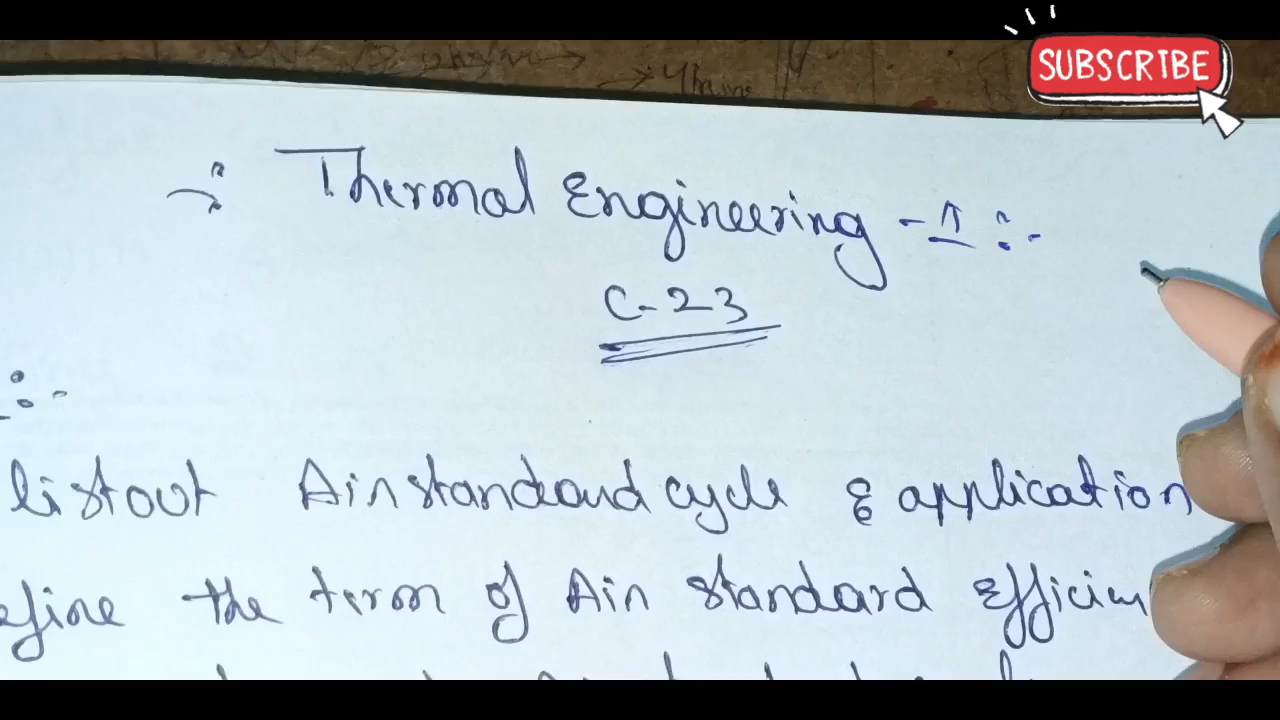 SUBSCRIBE
Thermal Engineering - I :-
C-23
listout Air standard cycle & application
efine the term of Air standard Efficien